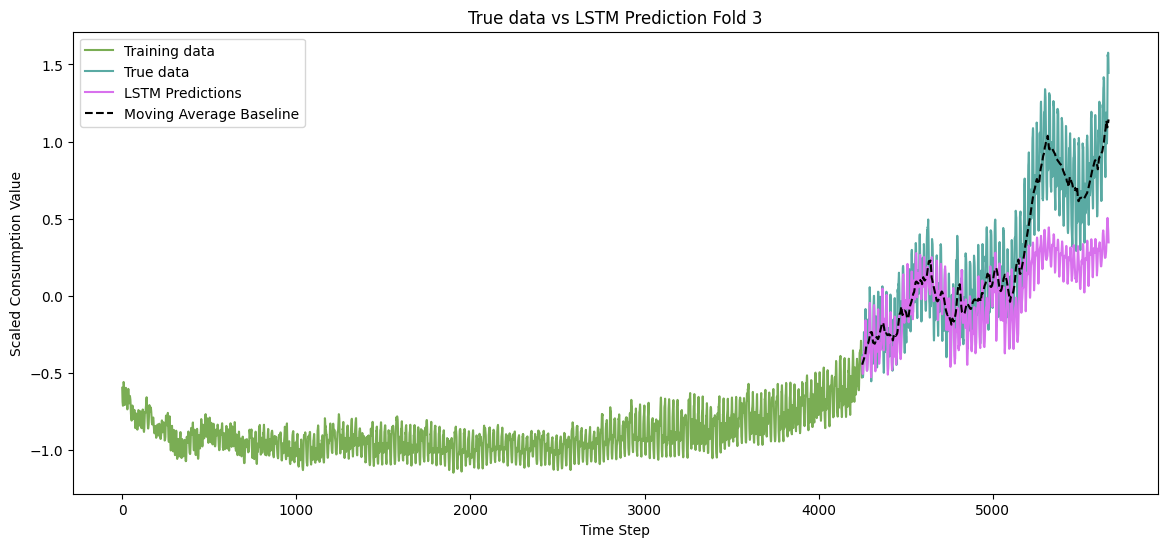 True data vs LSTM Prediction Fold 3
Training data
True data
LSTM Predictions
Moving Average Baseline
Scaled Consumption Value
1.5
1.0
0.5
0.0
−0.5
−1.0
0 1000 2000 3000 4000 5000
Time Step